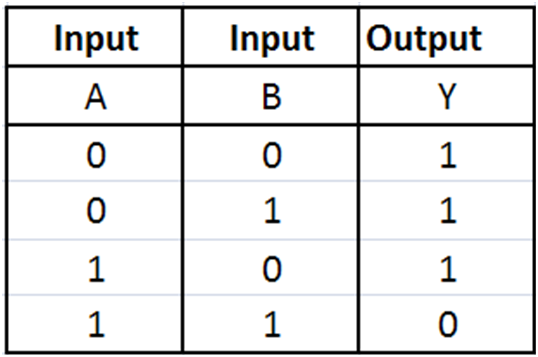 Input Input Output
A B Y
0 0 1
0 1 1
1 0 1
1 1 0